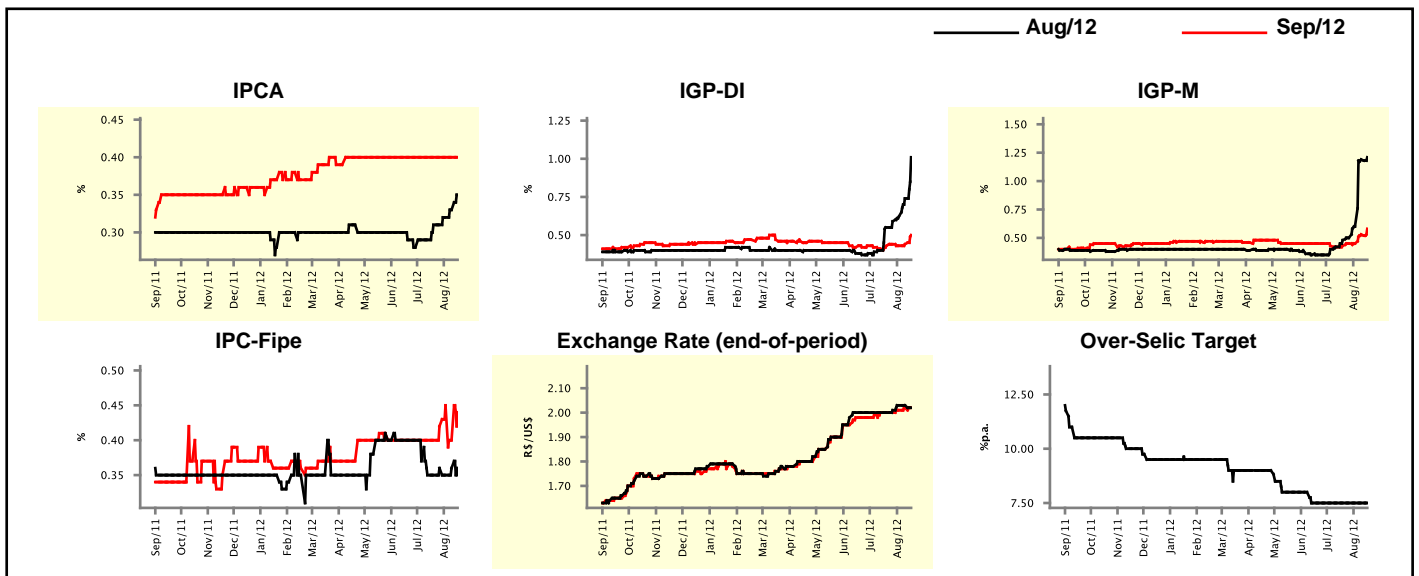 Aug/12 Sep/12
IPCA
0.45
0.40
0.35
0.30
%
Sep/11 Oct/11 Nov/11 Dec/11 Jan/12 Feb/12 Mar/12 Apr/12 May/12 Jun/12 Jul/12 Aug/12
IGP-DI
1.25
1.00
0.75
0.50
%
Sep/11 Oct/11 Nov/11 Dec/11 Jan/12 Feb/12 Mar/12 Apr/12 May/12 Jun/12 Jul/12 Aug/12
IGP-M
1.50
1.25
1.00
0.75
0.50
%
Sep/11 Oct/11 Nov/11 Dec/11 Jan/12 Feb/12 Mar/12 Apr/12 May/12 Jun/12 Jul/12 Aug/12
IPC-Fipe
0.50
0.45
0.40
0.35
%
Sep/11 Oct/11 Nov/11 Dec/11 Jan/12 Feb/12 Mar/12 Apr/12 May/12 Jun/12 Jul/12 Aug/12
Exchange Rate (end-of-period)
2.10
2.00
1.90
1.80
1.70
R$/US$
Sep/11 Oct/11 Nov/11 Dec/11 Jan/12 Feb/12 Mar/12 Apr/12 May/12 Jun/12 Jul/12 Aug/12
Over-Selic Target
12.50
10.00
7.50
%p.a.
Sep/11 Oct/11 Nov/11 Dec/11 Jan/12 Feb/12 Mar/12 Apr/12 May/12 Jun/12 Jul/12 Aug/12